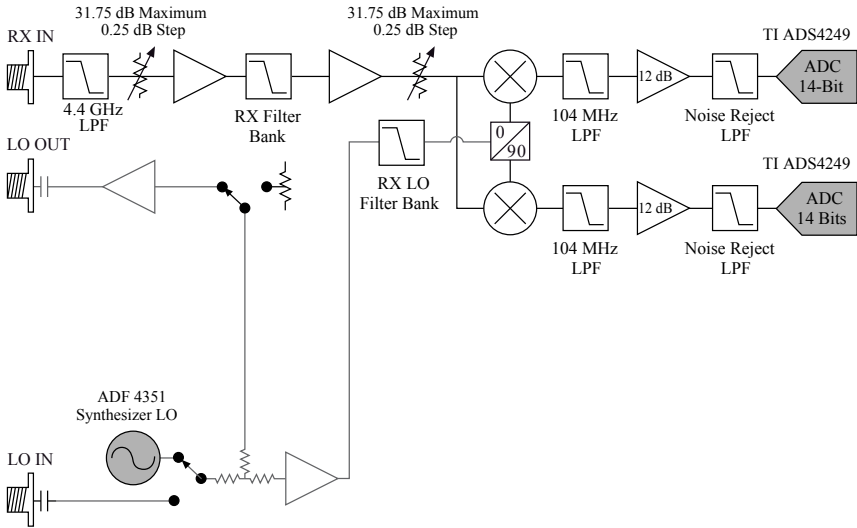 31.75 dB Maximum
0.25 dB Step
31.75 dB Maximum
0.25 dB Step
RX IN
TI ADS4249
ADC
14-Bit
12 dB
4.4 GHz
LPF
RX Filter
Bank
104 MHz
LPF
Noise Reject
LPF
LO OUT
0
90
RX LO
Filter Bank
TI ADS4249
ADC
14 Bits
12 dB
104 MHz
LPF
Noise Reject
LPF
ADF 4351
Synthesizer LO
LO IN